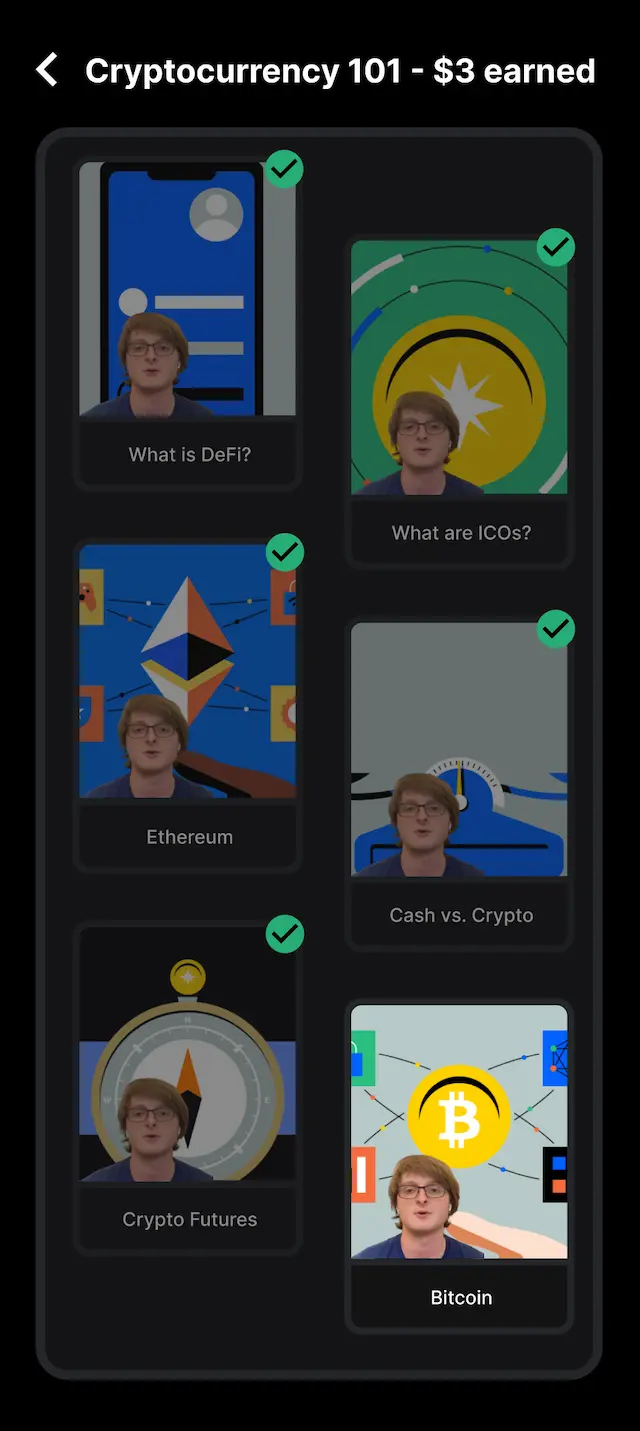 Cryptocurrency 101 - $3 earned
What is DeFi?
What are ICOs?
Ethereum
Cash vs. Crypto
Crypto Futures
Bitcoin